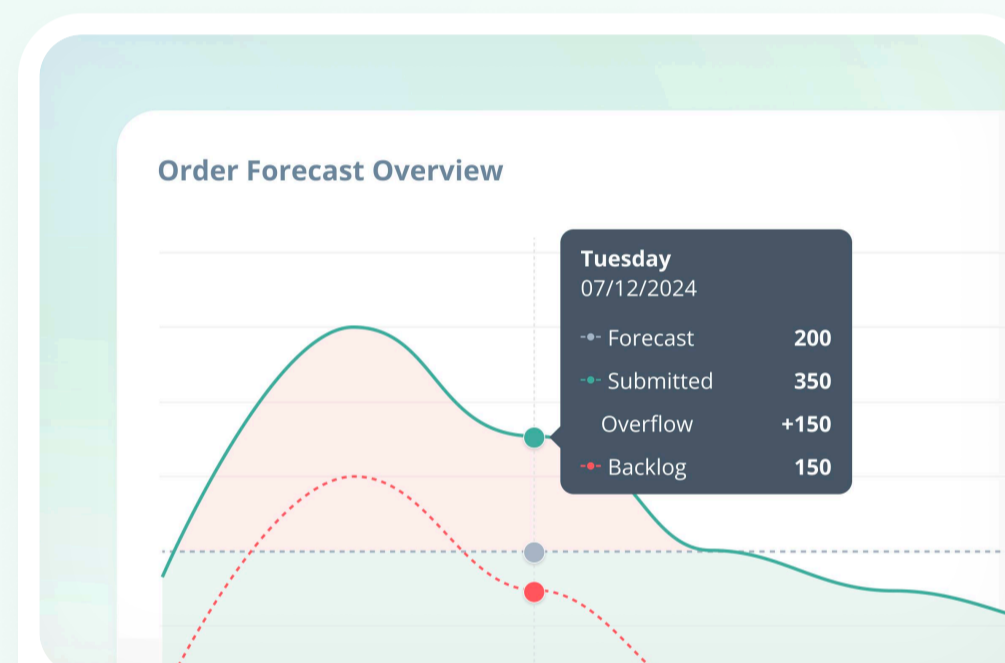 Order Forecast Overview
Tuesday
07/12/2024
Forecast 200
Submitted 350
Overflow +150
Backlog 150